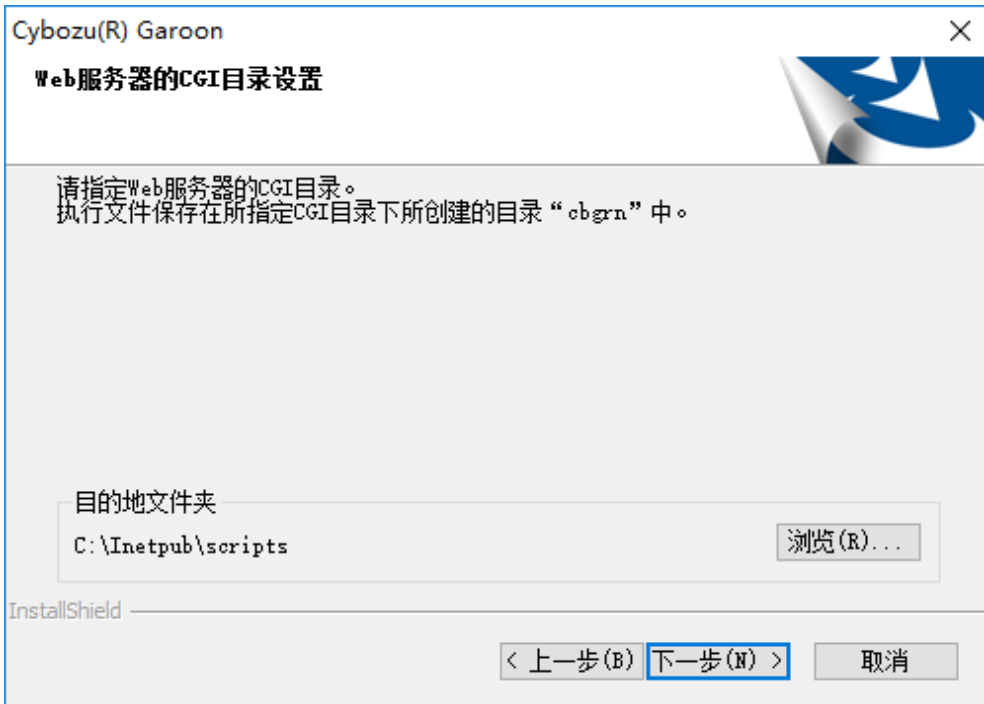 Cybozu(R) Garoon
Web服务器的CGI目录设置
请指定Web服务器的CGI目录。
执行文件保存在所指定CGI目录下所创建的目录“cbgrn”中。
目的地文件夹
C:\Inetpub\scripts
浏览(R)...
InstallShield
< 上一步(B)
下一步(N) >
取消